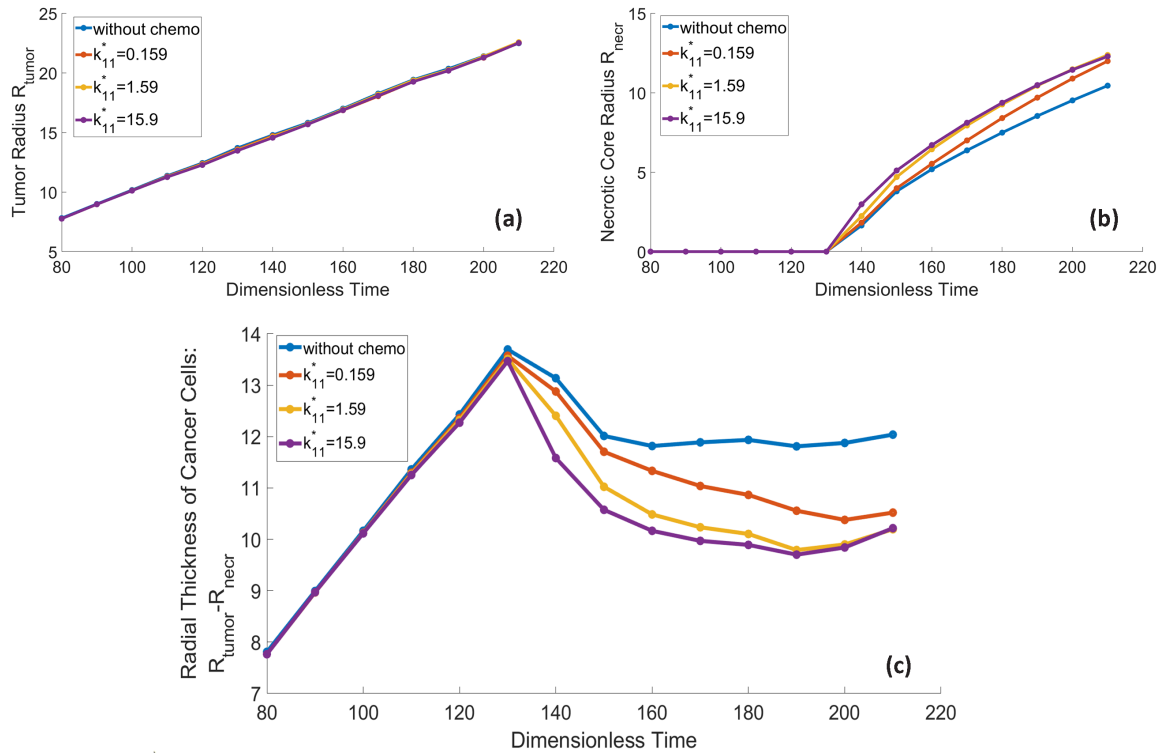 25
20
15
10
5
80
100
120
140
160
180
200
220
Tumor Radius R_tumor
Dimensionless Time
without chemo
k*_11=0.159
k*_11=1.59
k*_11=15.9
(a)
15
10
5
0
80
100
120
140
160
180
200
220
Necrotic Core Radius R_necr
Dimensionless Time
without chemo
k*_11=0.159
k*_11=1.59
k*_11=15.9
(b)
14
13
12
11
10
9
8
7
80
100
120
140
160
180
200
220
Radial Thickness of Cancer Cells:
R_tumor-R_necr
Dimensionless Time
without chemo
k*_11=0.159
k*_11=1.59
k*_11=15.9
(c)